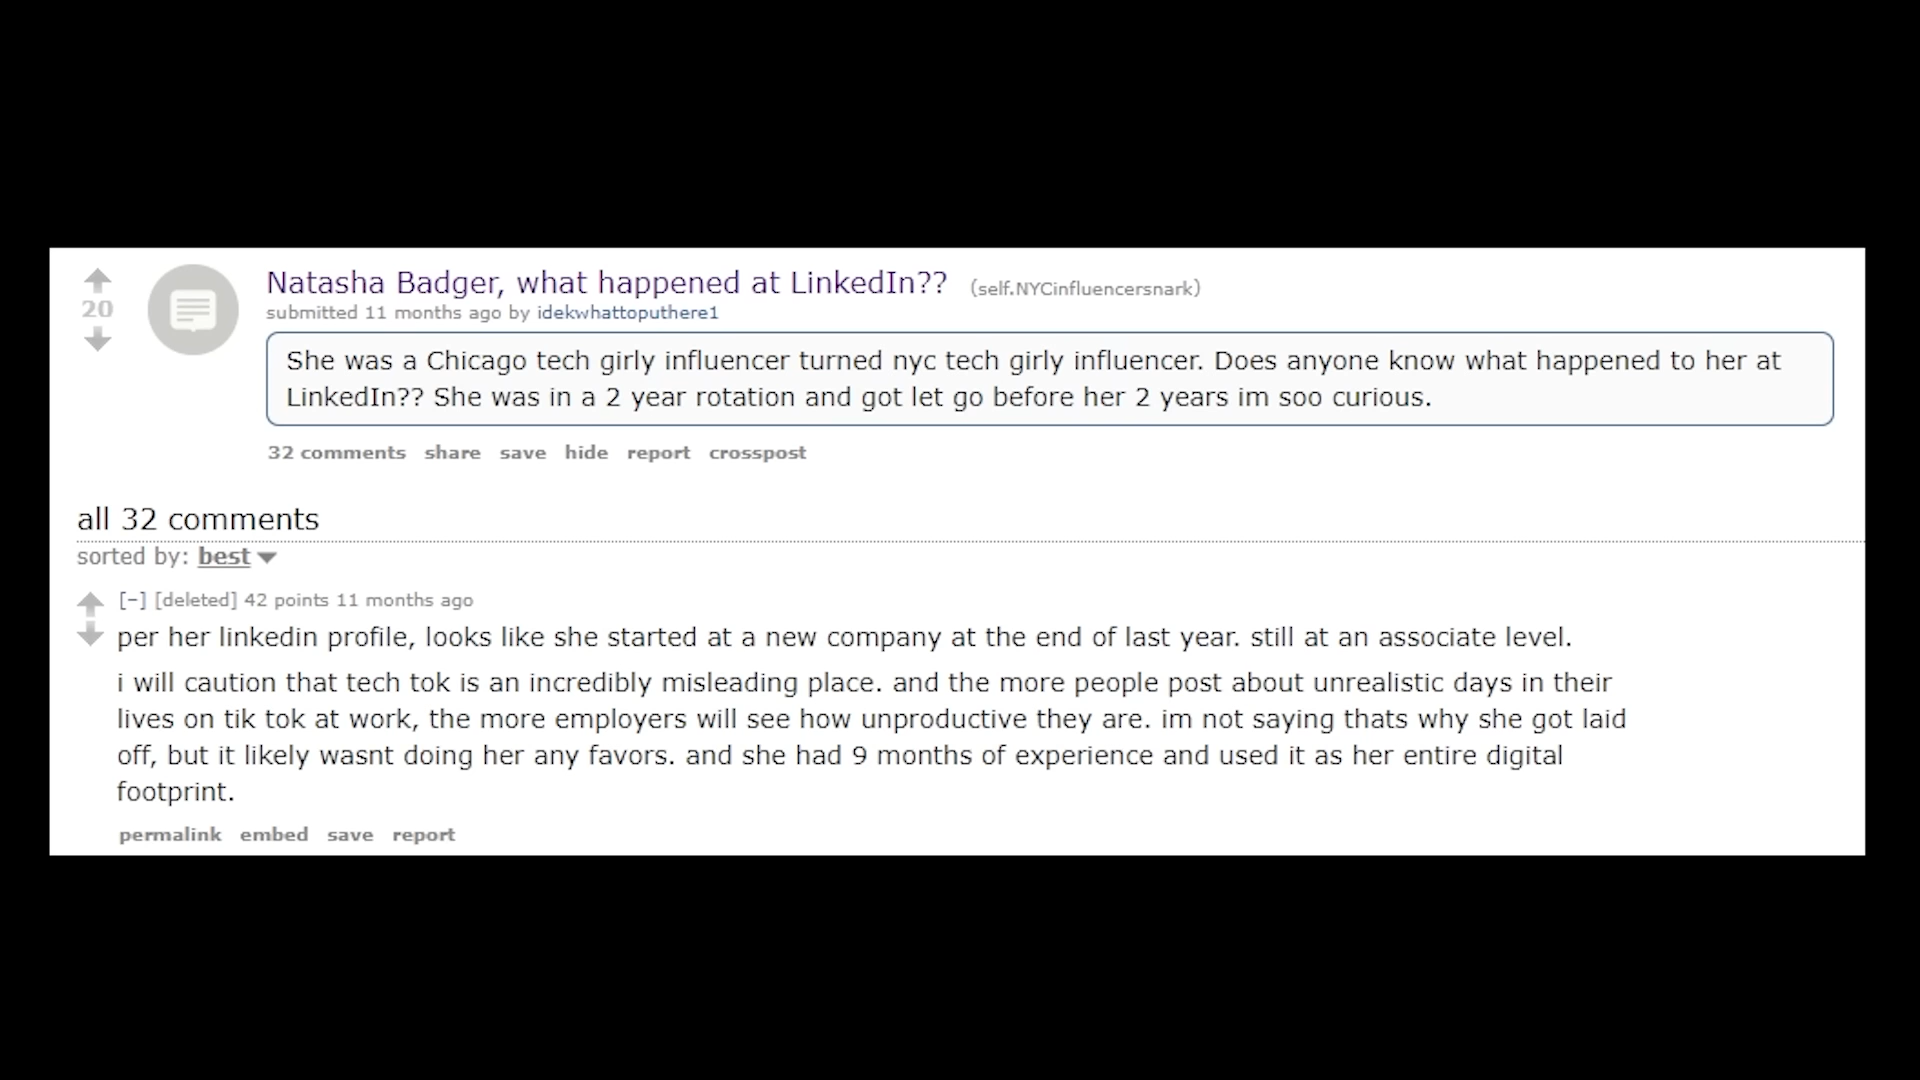 Natasha Badger, what happened at LinkedIn?? (self.NYCinfluencersnark)
20
submitted 11 months ago by idekwhattoputhere1
She was a Chicago tech girly influencer turned nyc tech girly influencer. Does anyone know what happened to her at
LinkedIn?? She was in a 2 year rotation and got let go before her 2 years im soo curious.
32 comments share save hide report crosspost
all 32 comments
sorted by: best
[-] [deleted] 42 points 11 months ago
per her linkedin profile, looks like she started at a new company at the end of last year. still at an associate level.
i will caution that tech tok is an incredibly misleading place. and the more people post about unrealistic days in their
lives on tik tok at work, the more employers will see how unproductive they are. im not saying thats why she got laid
off, but it likely wasnt doing her any favors. and she had 9 months of experience and used it as her entire digital
footprint.
permalink embed save report